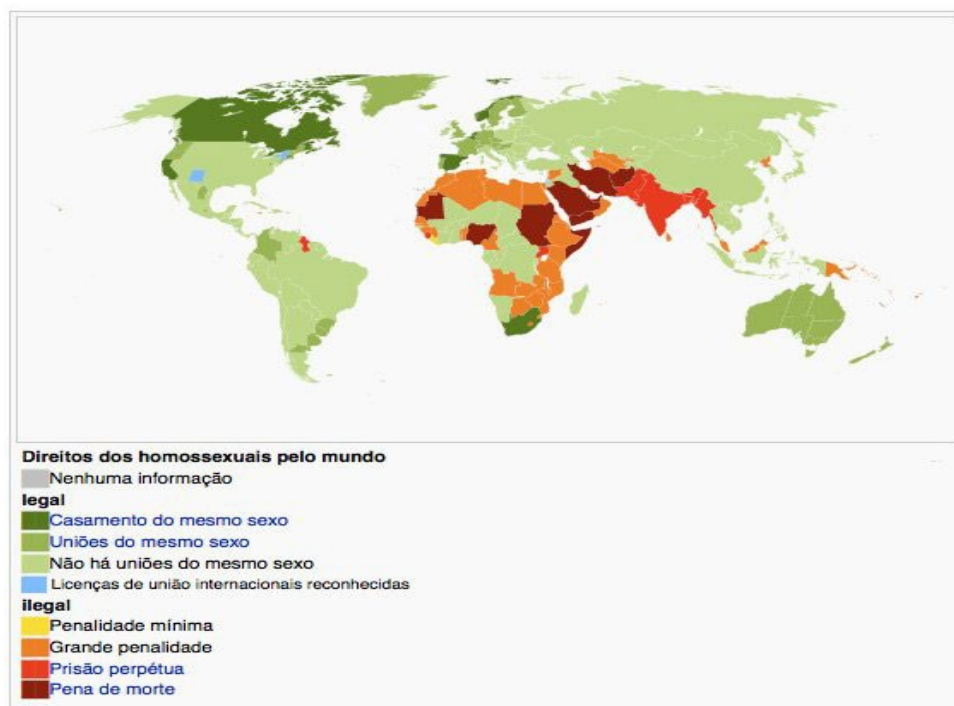 Direitos dos homossexuais pelo mundo
Nenhuma informação
legal
Casamento do mesmo sexo
Uniões do mesmo sexo
Não há uniões do mesmo sexo
Licenças de união internacionais reconhecidas
ilegal
Penalidade mínima
Grande penalidade
Prisão perpétua
Pena de morte